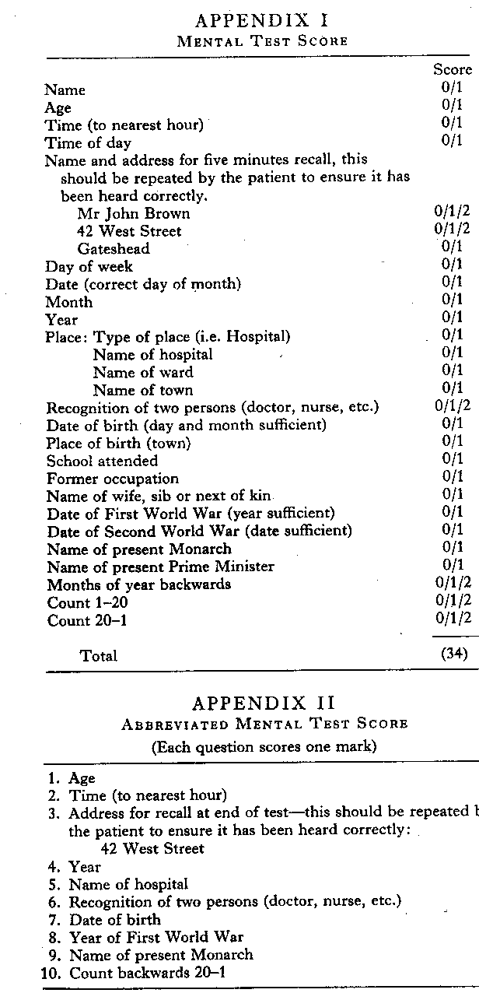 APPENDIX I
MENTAL TEST SCORE
Score
Name 0/1
Age 0/1
Time (to nearest hour) 0/1
Time of day 0/1
Name and address for five minutes recall, this
should be repeated by the patient to ensure it has
been heard correctly.
Mr John Brown 0/1/2
42 West Street 0/1/2
Gateshead 0/1
Day of week 0/1
Date (correct day of month) 0/1
Month 0/1
Year 0/1
Place: Type of place (i.e. Hospital) 0/1
Name of hospital 0/1
Name of ward 0/1
Name of town 0/1
Recognition of two persons (doctor, nurse, etc.) 0/1/2
Date of birth (day and month sufficient) 0/1
Place of birth (town) 0/1
School attended 0/1
Former occupation 0/1
Name of wife, sib or next of kin 0/1
Date of First World War (year sufficient) 0/1
Date of Second World War (date sufficient) 0/1
Name of present Monarch 0/1
Name of present Prime Minister 0/1
Months of year backwards 0/1/2
Count 1–20 0/1/2
Count 20–1 0/1/2
Total (34)
APPENDIX II
ABBREVIATED MENTAL TEST SCORE
(Each question scores one mark)
1. Age
2. Time (to nearest hour)
3. Address for recall at end of test—this should be repeated
the patient to ensure it has been heard correctly:
42 West Street
4. Year
5. Name of hospital
6. Recognition of two persons (doctor, nurse, etc.)
7. Date of birth
8. Year of First World War
9. Name of present Monarch
10. Count backwards 20–1